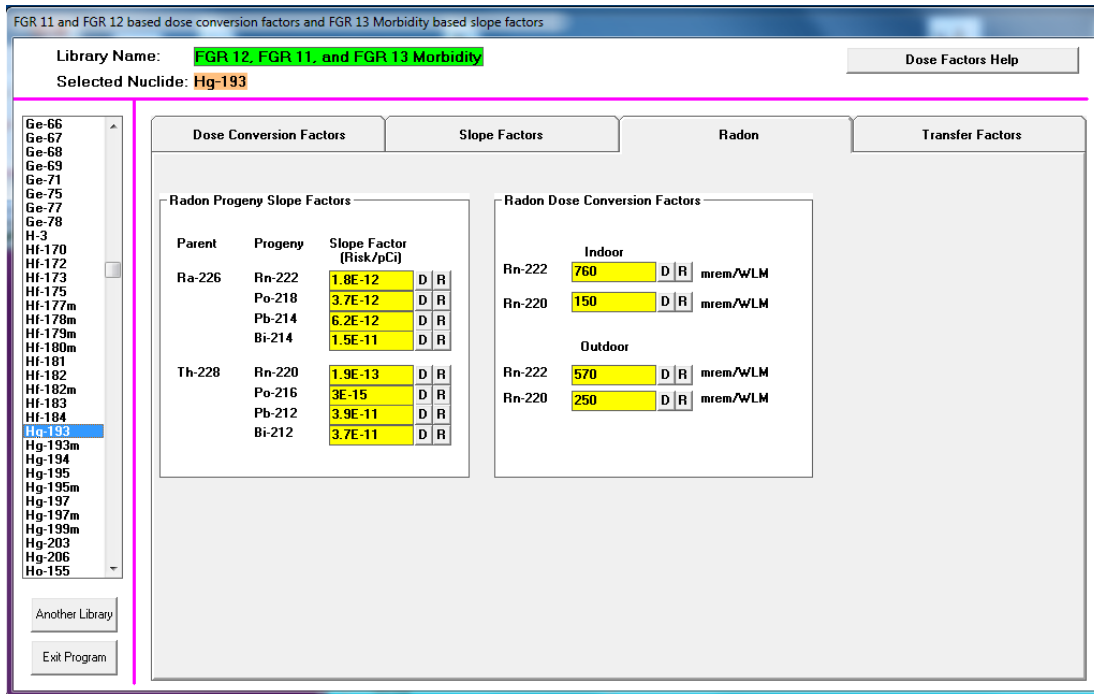 FGR 11 and FGR 12 based dose conversion factors and FGR 13 Morbidity based slope factors
Library Name: FGR 12, FGR 11, and FGR 13 Morbidity
Dose Factors Help
Selected Nuclide: Hg-193
Ge-66
Ge-67
Ge-68
Ge-69
Ge-71
Ge-75
Ge-77
Ge-78
H-3
Hf-170
Hf-172
Hf-173
Hf-175
Hf-177m
Hf-178m
Hf-179m
Hf-180m
Hf-181
Hf-182
Hf-182m
Hf-183
Hf-184
Hg-193
Hg-193m
Hg-194
Hg-195
Hg-195m
Hg-197
Hg-197m
Hg-199m
Hg-203
Hg-206
Ho-155
Another Library
Exit Program
Dose Conversion Factors Slope Factors Radon Transfer Factors
Radon Progeny Slope Factors
Parent Progeny Slope Factor
(Risk/pCi)
Ra-226 Rn-222 1.8E-12 D R
Po-218 3.7E-12 D R
Pb-214 6.2E-12 D R
Bi-214 1.5E-11 D R
Th-228 Rn-220 1.9E-13 D R
Po-216 3E-15 D R
Pb-212 3.9E-11 D R
Bi-212 3.7E-11 D R
Radon Dose Conversion Factors
Indoor
Rn-222 760 D R mrem/WLM
Rn-220 150 D R mrem/WLM
Outdoor
Rn-222 570 D R mrem/WLM
Rn-220 250 D R mrem/WLM